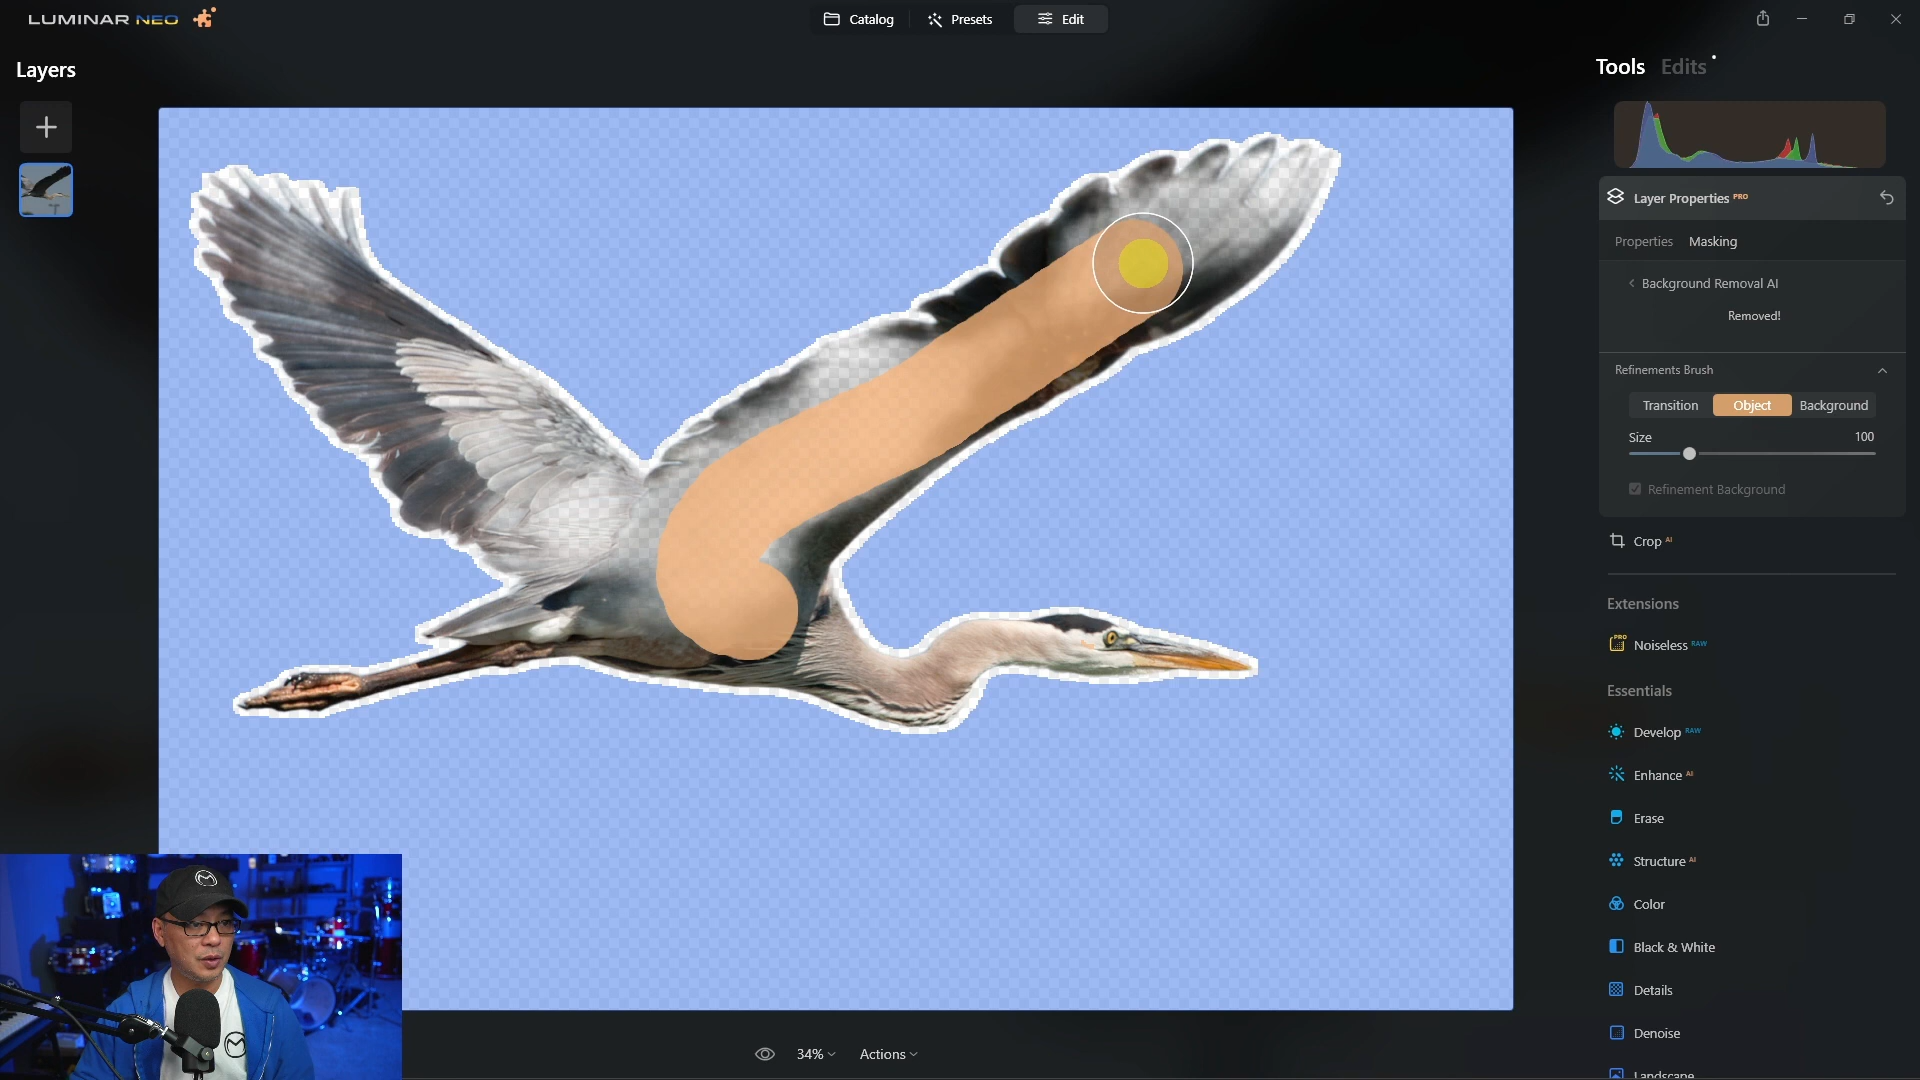 LUMINAR NEO
Catalog
Presets
Edit
Layers
Tools
Edits
Layer Properties PRO
Properties
Masking
Background Removal AI
Removed!
Refinements Brush
Transition
Object
Background
Size
100
Refinement Background
Crop AI
Extensions
PRO
Noiseless RAW
Essentials
Develop RAW
Enhance AI
Erase
Structure AI
Color
Black & White
Details
Denoise
Landscape
34%
Actions